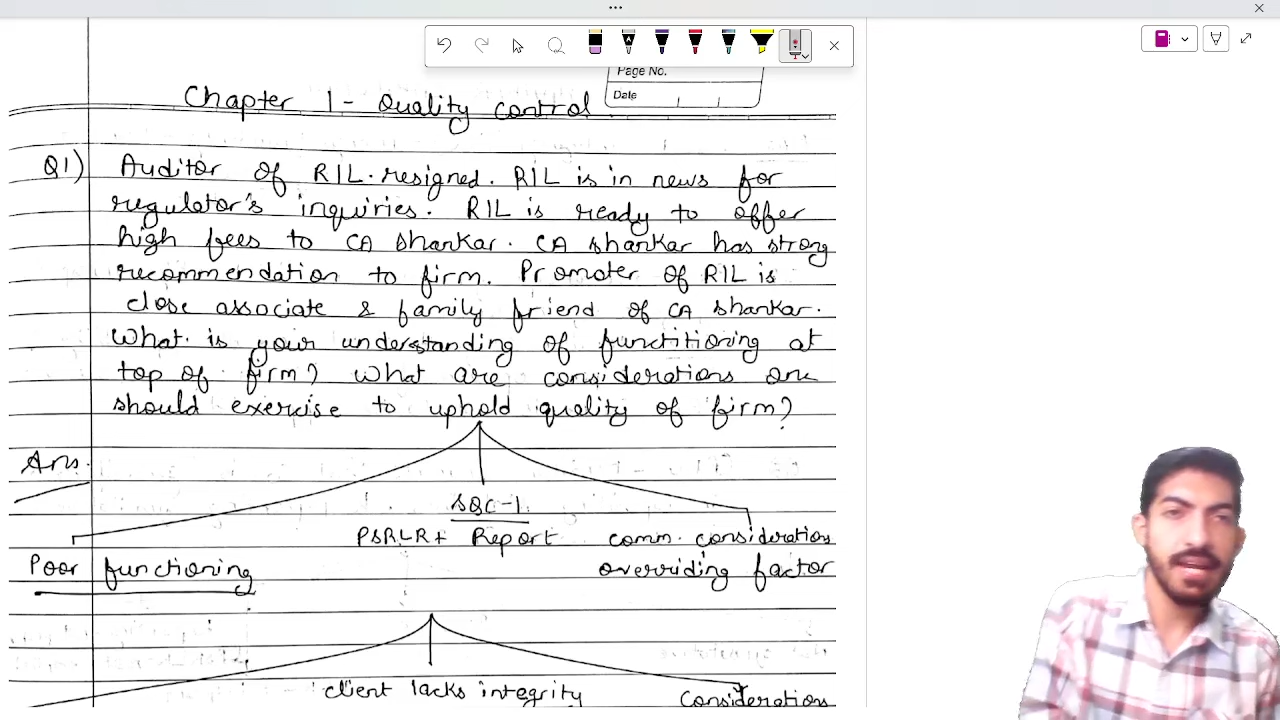 Page No.
Date
Chapter 1 - Quality Control
Q1) Auditor of RIL resigned. RIL is in news for
regulator's inquiries. RIL is ready to offer
high fees to CA Shankar. CA Shankar has strong
recommendation to firm. Promoter of RIL is
close associate & family friend of CA Shankar.
What is your understanding of functitioning at
top of firm? What are considerations one
should exercise to uphold quality of firm?
Ans.
SQC-1
PSRLR+ Report
comm. consideration
overriding factor
Poor functioning
client lacks integrity
Considerations